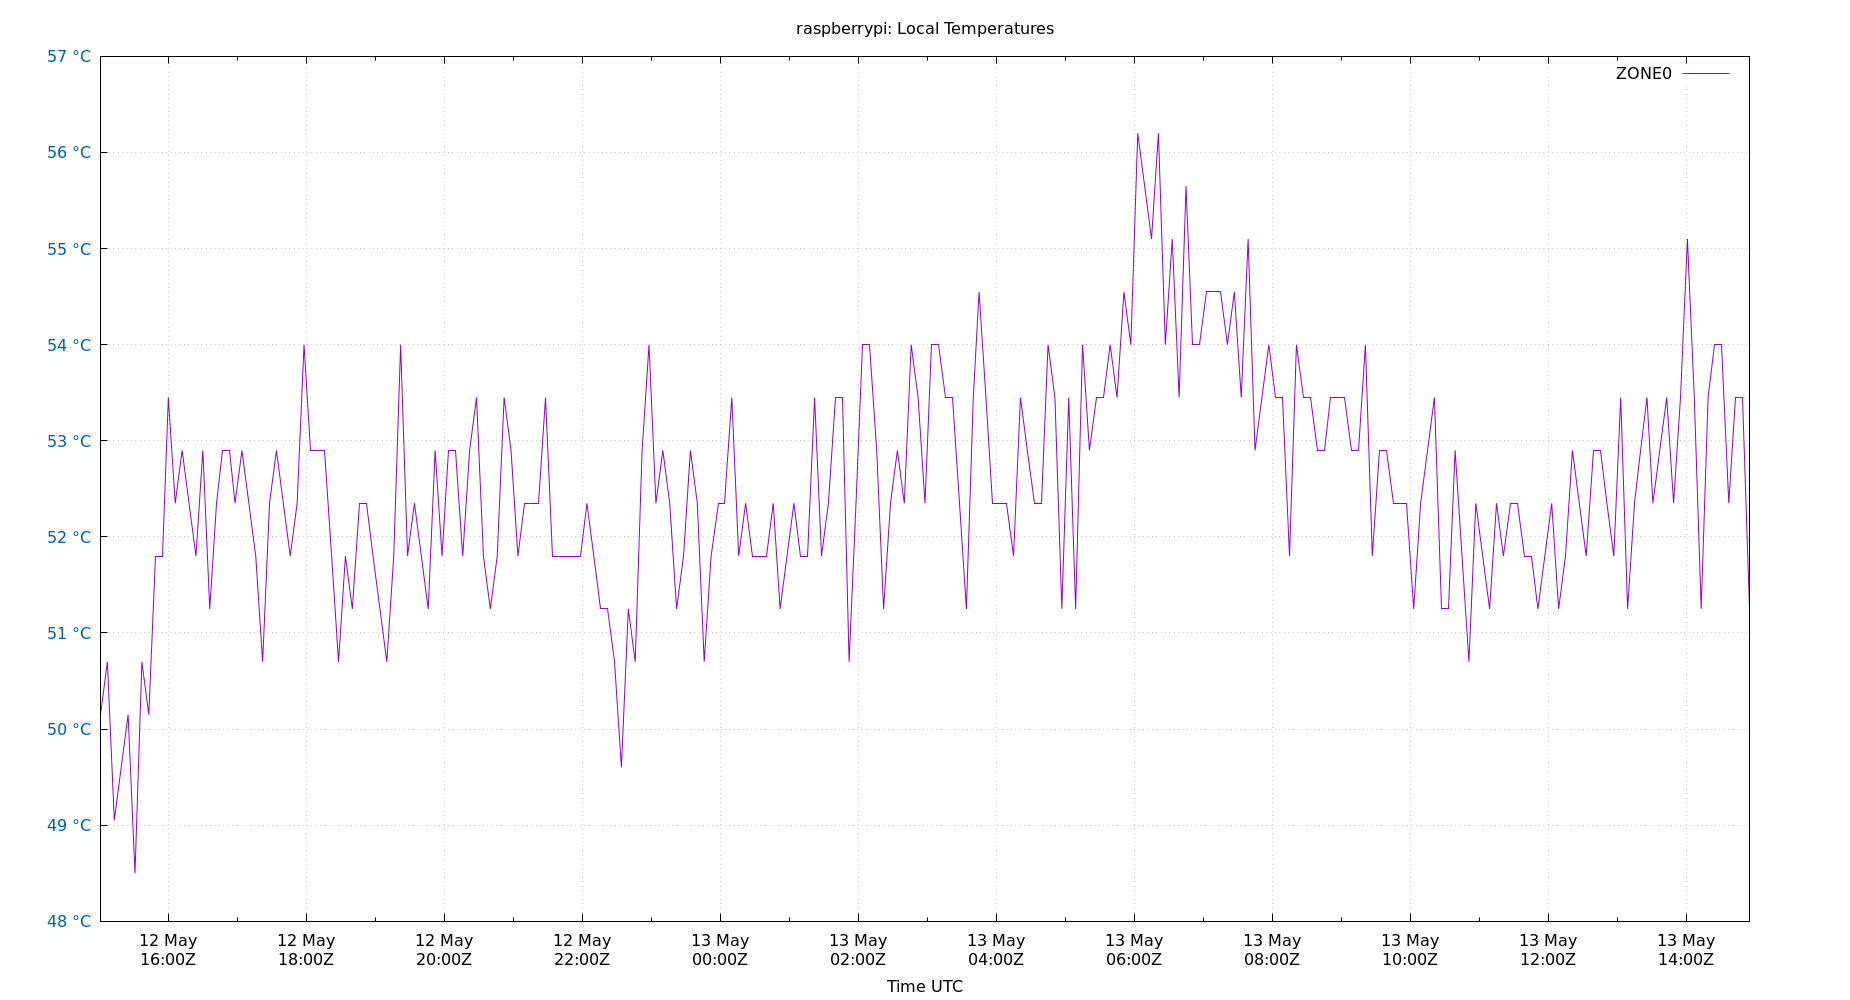 raspberrypi: Local Temperatures
57 °C
ZONE0
56 °C
55 °C
54 °C
53 °C
52 °C
51 °C
50 °C
49 °C
48 °C
12 May 12 May 12 May 12 May 13 May 13 May 13 May 13 May 13 May 13 May 13 May 13 May
16:00Z 18:00Z 20:00Z 22:00Z 00:00Z 02:00Z 04:00Z 06:00Z 08:00Z 10:00Z 12:00Z 14:00Z
Time UTC